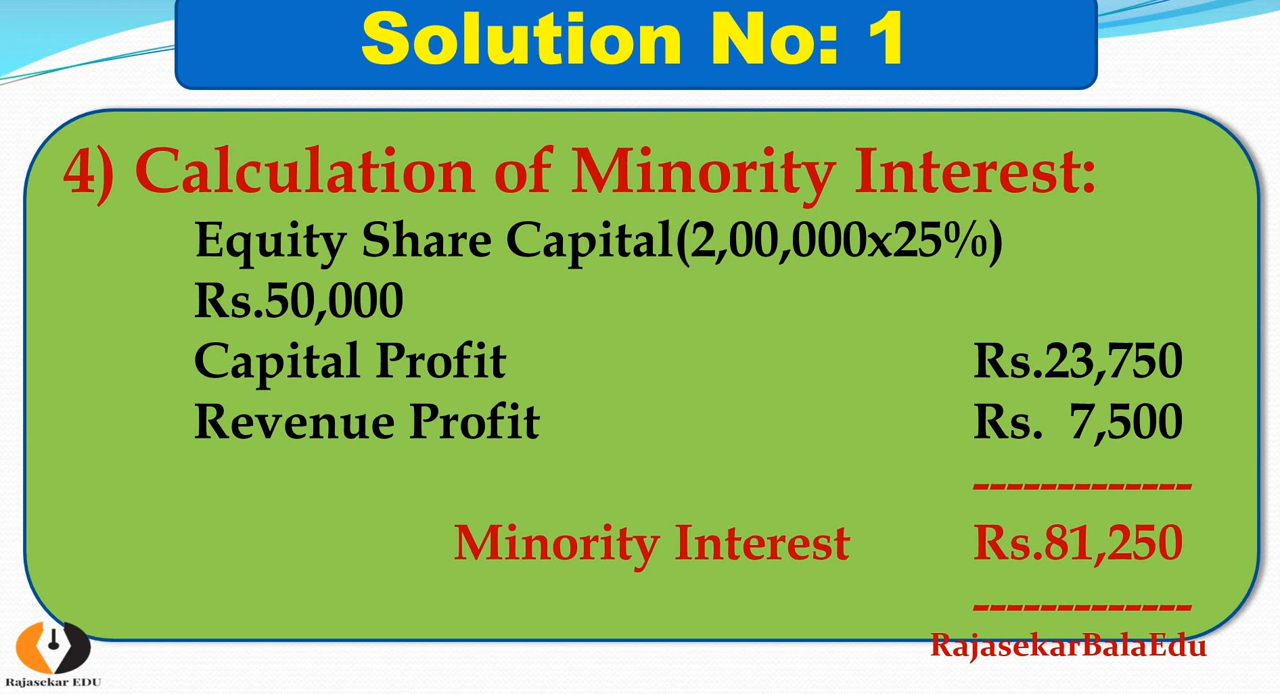 Solution No: 1
4) Calculation of Minority Interest:
Equity Share Capital(2,00,000x25%)
Rs.50,000
Capital Profit Rs.23,750
Revenue Profit Rs. 7,500
-------------
Minority Interest Rs.81,250
-------------
RajasekarBalaEdu
Rajasekar EDU